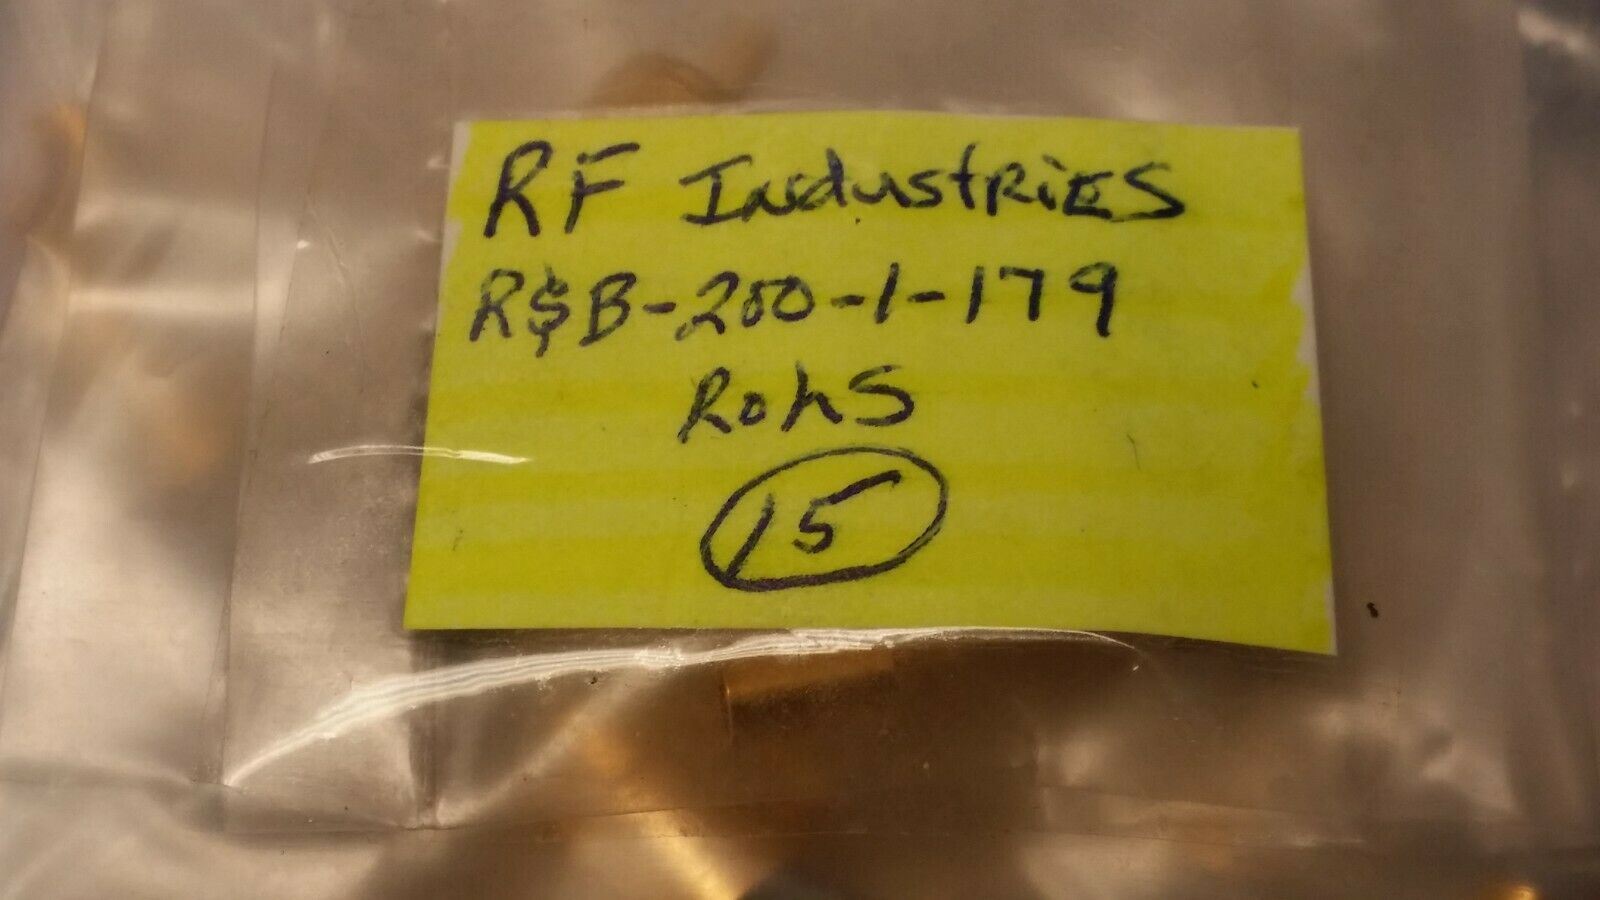 RF IndustRiES
R$B-200-1-179
RohS
15